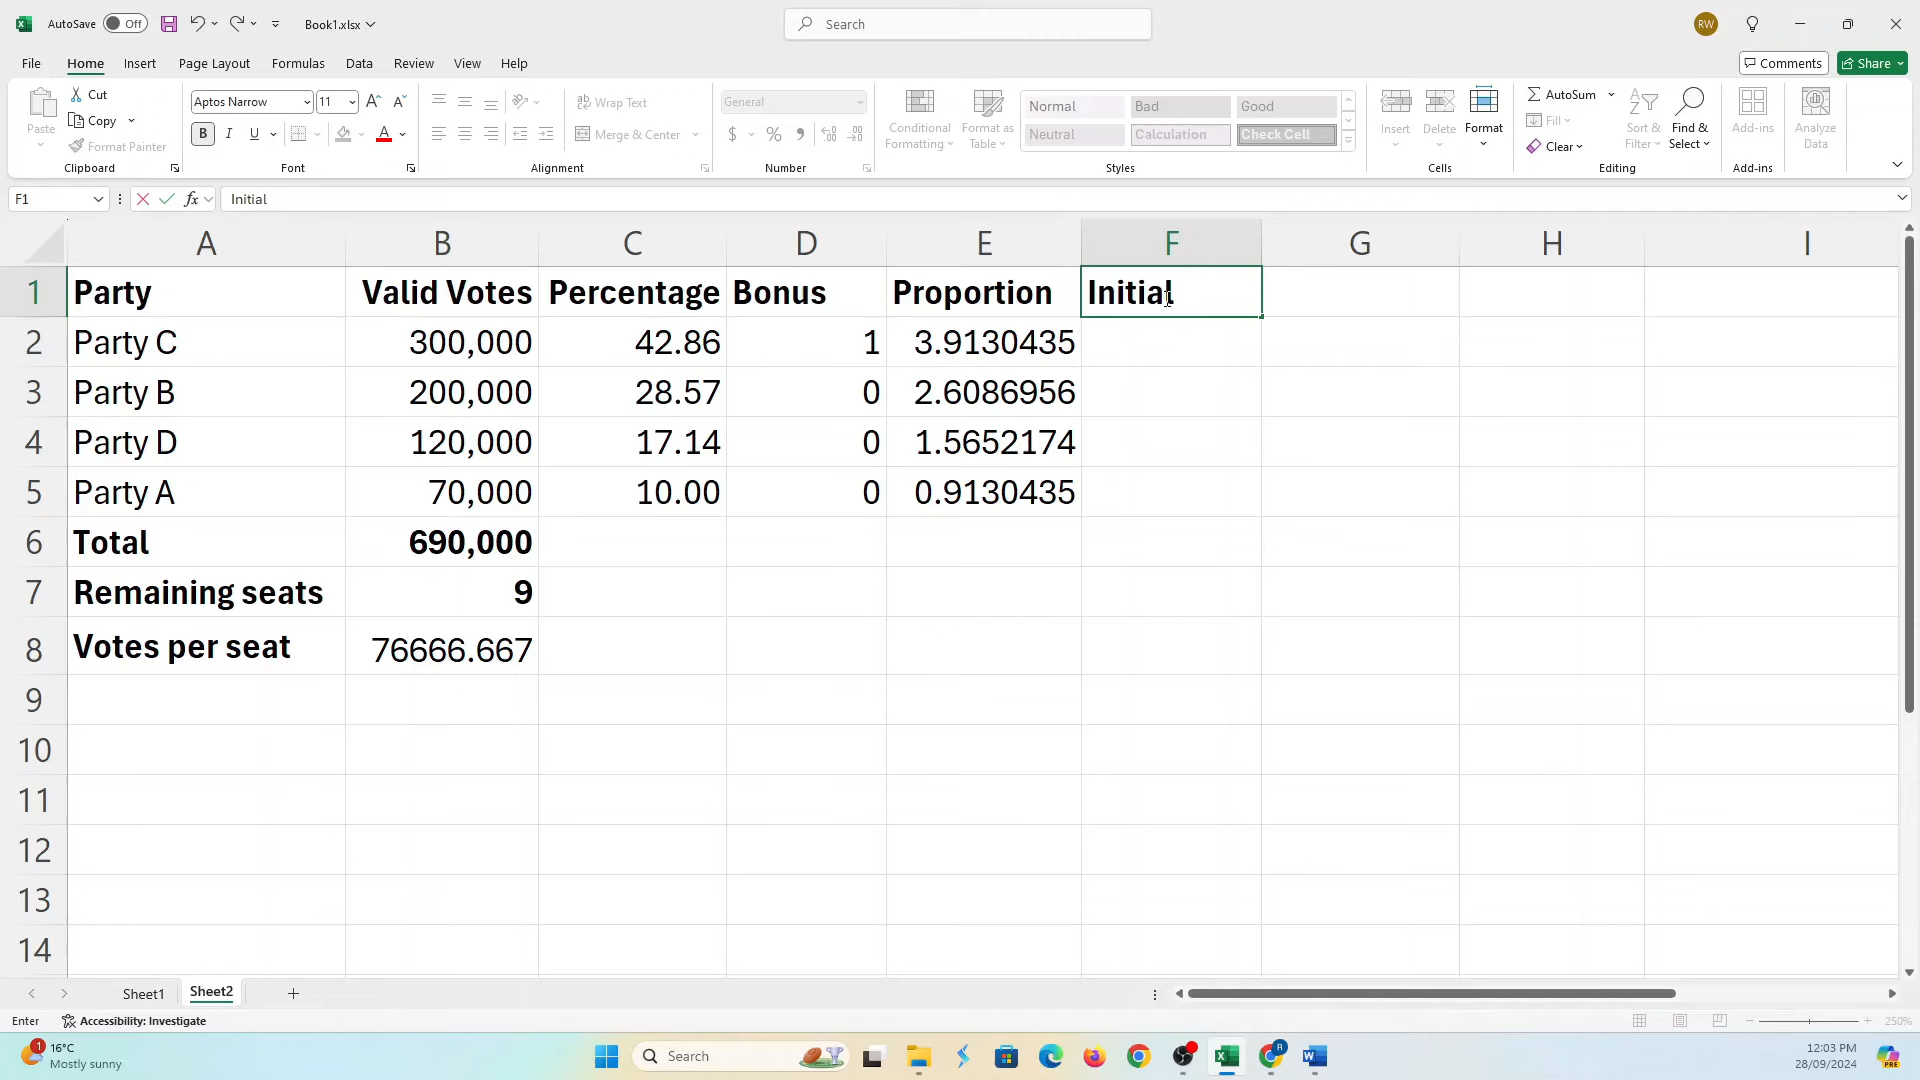 AutoSave Off Book1.xlsx Search RW
File Home Insert Page Layout Formulas Data Review View Help Comments Share
Paste Cut Copy Format Painter Clipboard
Aptos Narrow 11 B I U A Font
Wrap Text Merge & Center Alignment
General $ % Number
Conditional Formatting Format as Table Normal Bad Good Neutral Calculation Check Cell Styles
Insert Delete Format Cells
AutoSum Fill Clear Sort & Filter Find & Select Editing
Add-ins Add-ins Analyze Data
F1 fx Initial
A B C D E F G H I
1 Party Valid Votes Percentage Bonus Proportion Initial
2 Party C 300,000 42.86 1 3.9130435
3 Party B 200,000 28.57 0 2.6086956
4 Party D 120,000 17.14 0 1.5652174
5 Party A 70,000 10.00 0 0.9130435
6 Total 690,000
7 Remaining seats 9
8 Votes per seat 76666.667
9
10
11
12
13
14
Sheet1 Sheet2
Enter Accessibility: Investigate 250%
1 16°C Search 12:03 PM
Mostly sunny 28/09/2024